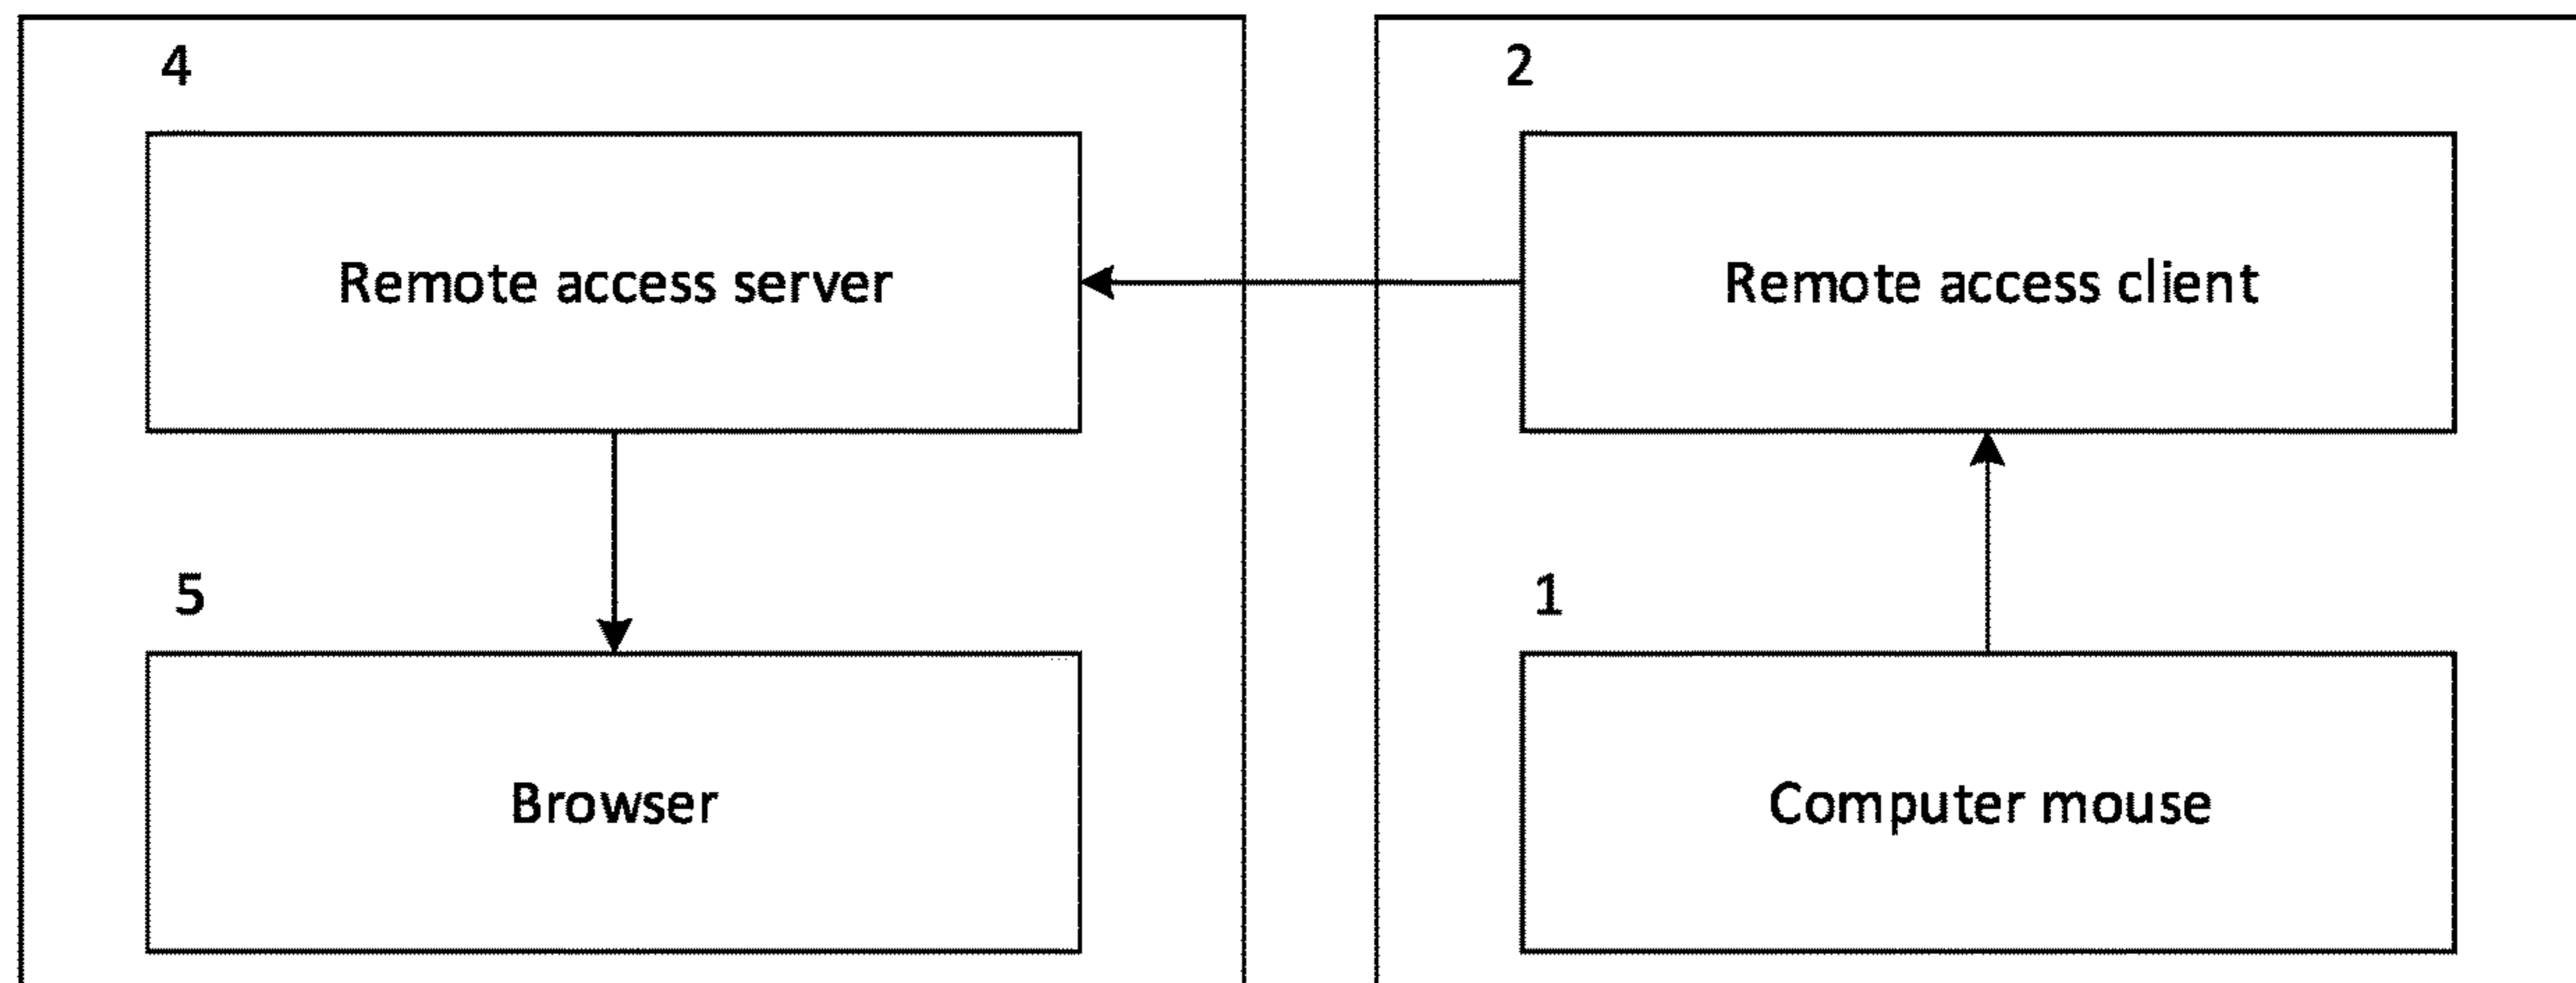 4
2
Remote access server
Remote access client
5
1
Browser
Computer mouse